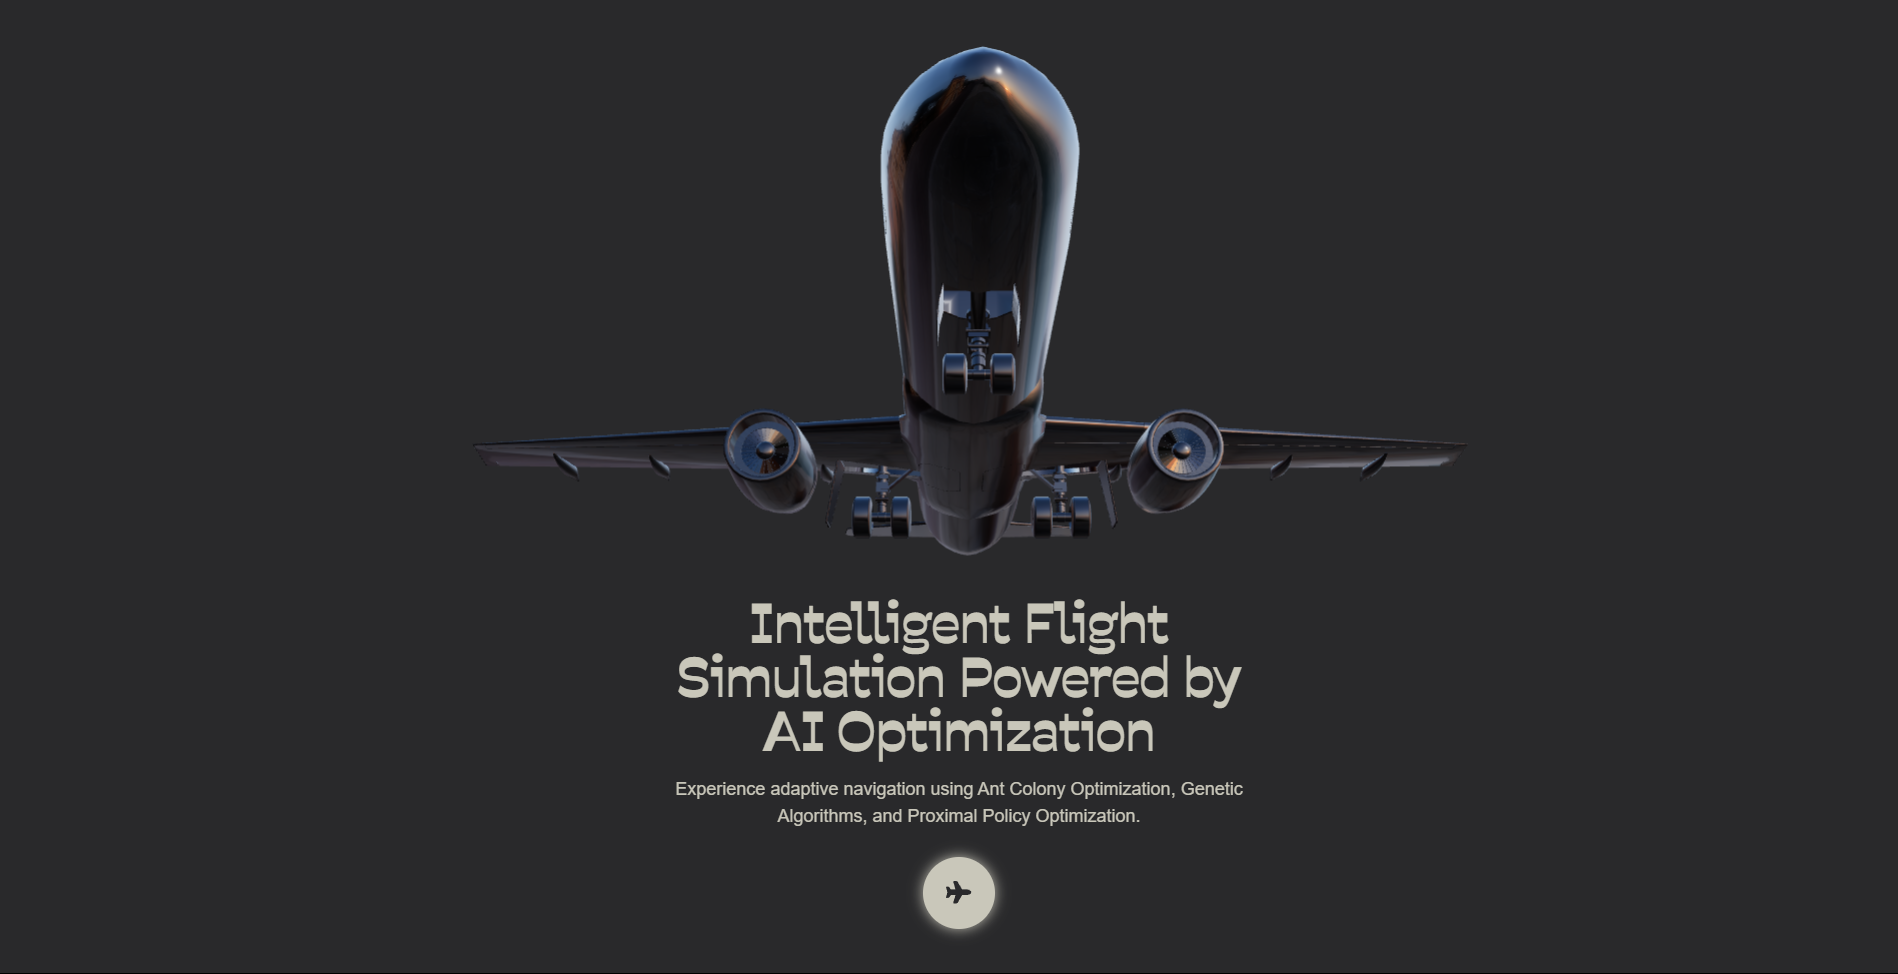 Intelligent Flight
Simulation Powered by
AI Optimization
Experience adaptive navigation using Ant Colony Optimization, Genetic
Algorithms, and Proximal Policy Optimization.